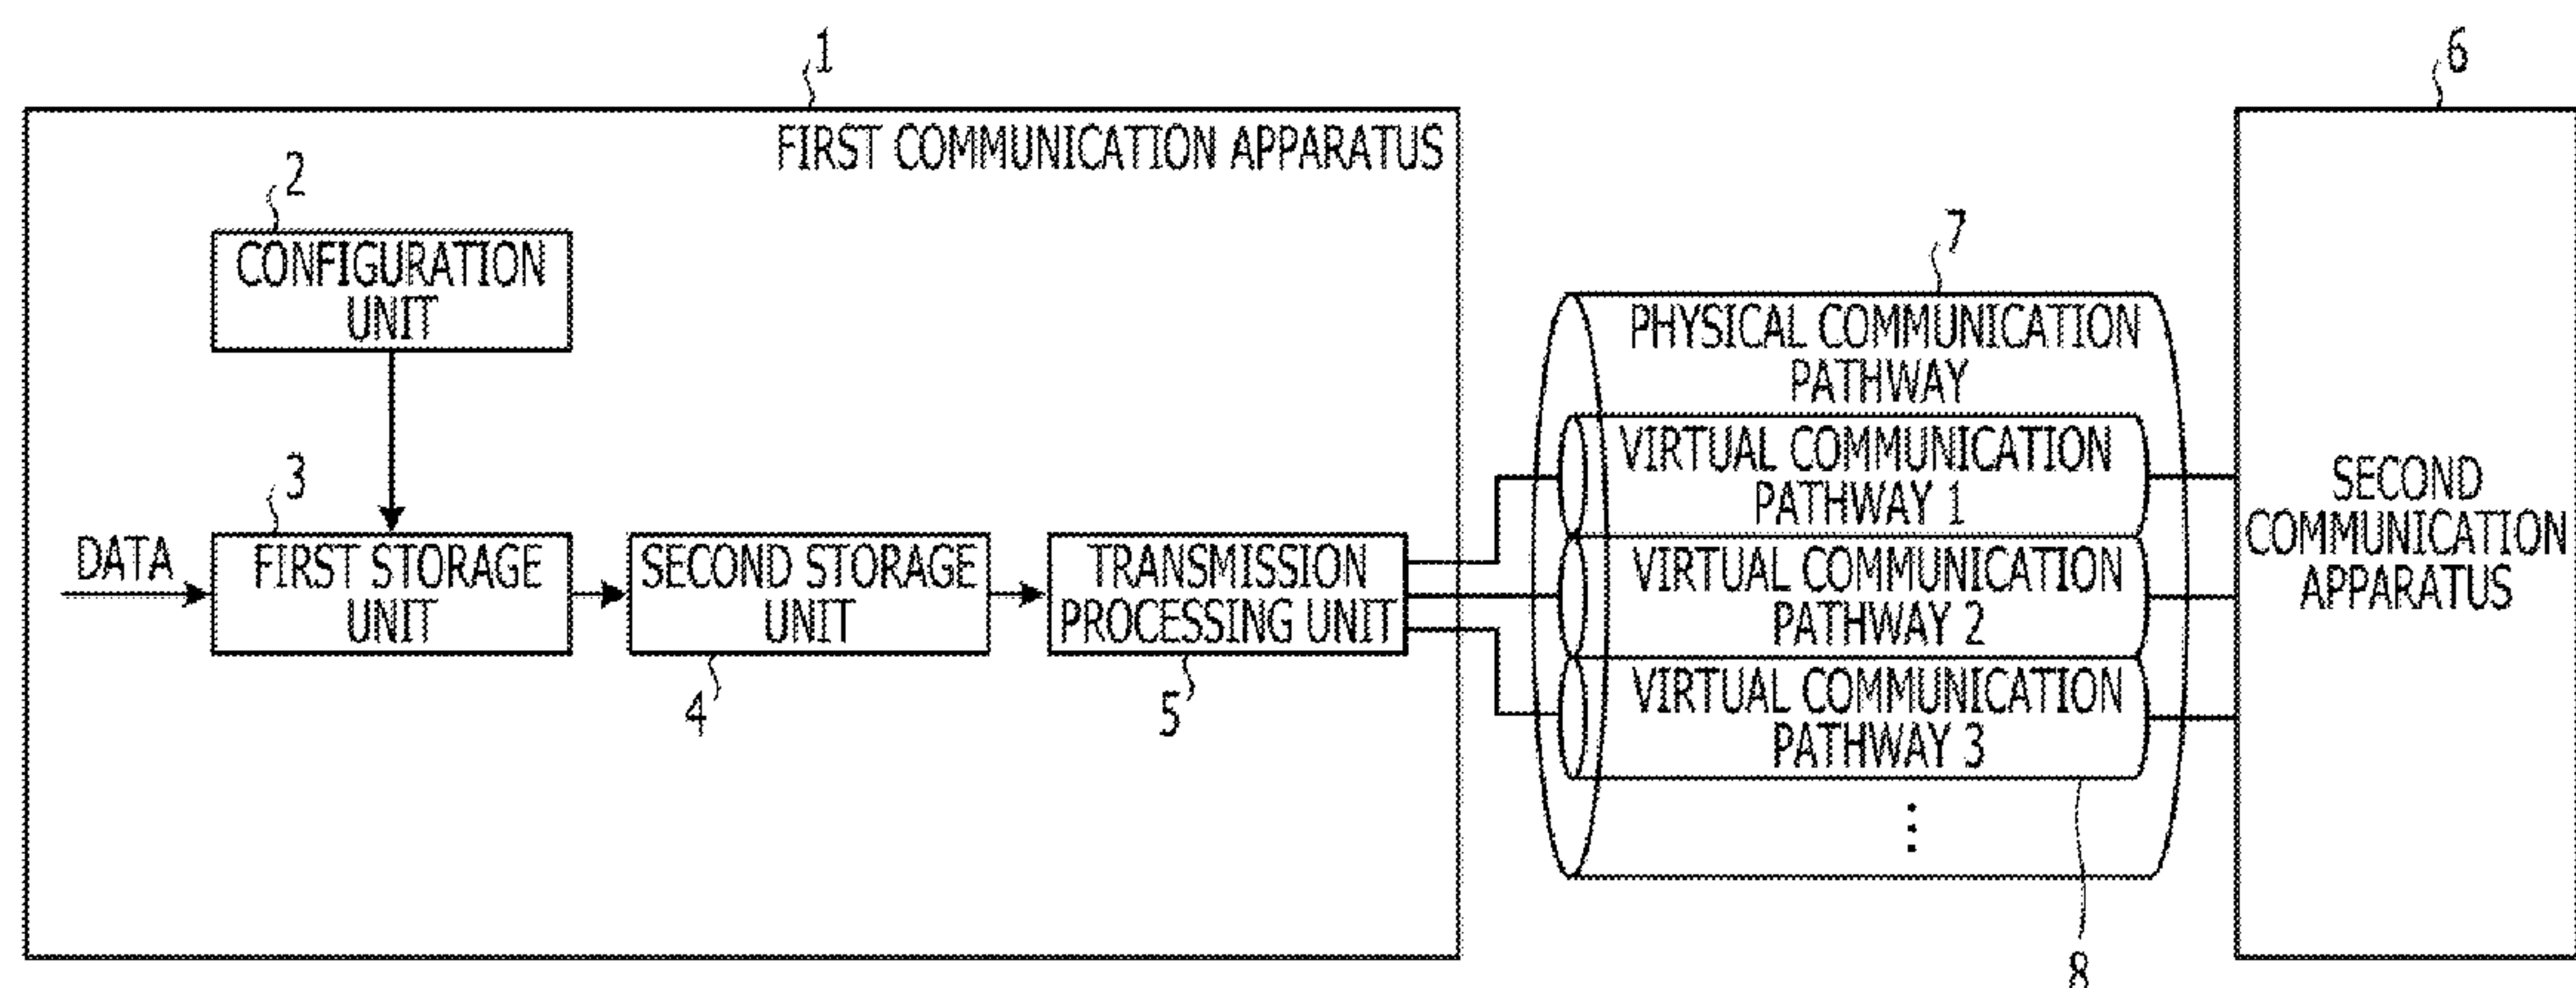 1
6
FIRST COMMUNICATION APPARATUS
2
CONFIGURATION
UNIT
7
PHYSICAL COMMUNICATION
PATHWAY
VIRTUAL COMMUNICATION
PATHWAY 1
3
DATA
FIRST STORAGE
UNIT
SECOND STORAGE
UNIT
4
TRANSMISSION
PROCESSING UNIT
5
VIRTUAL COMMUNICATION
PATHWAY 2
VIRTUAL COMMUNICATION
PATHWAY 3
⋮
8
SECOND
COMMUNICATION
APPARATUS